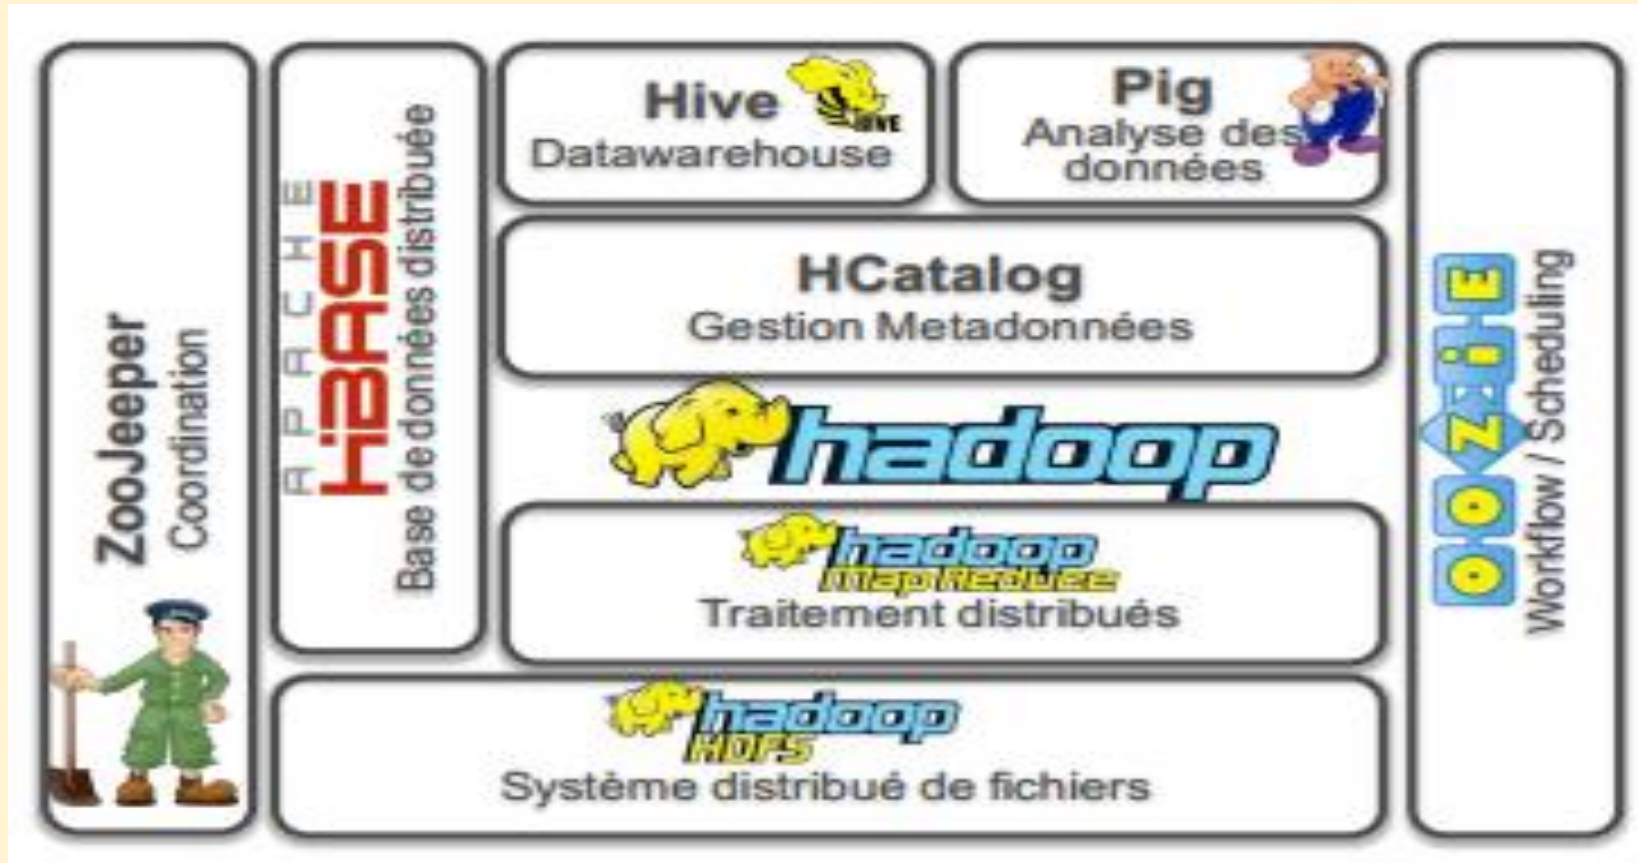 ZooJeeper
Coordination
APACHE
HBASE
Base de données distribuée
Hive
HIVE
Datawarehouse
Pig
Analyse des
données
HCatalog
Gestion Metadonnées
hadoop
hadoop
Map Reduce
Traitement distribués
hadoop
HDFS
Système distribué de fichiers
OOZIE
Workflow / Scheduling